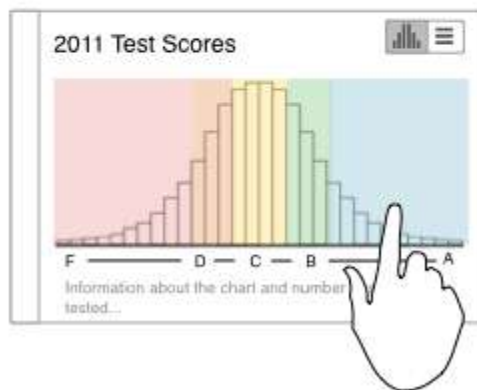 2011 Test Scores
F D C B A
Information about the chart and number
tested...